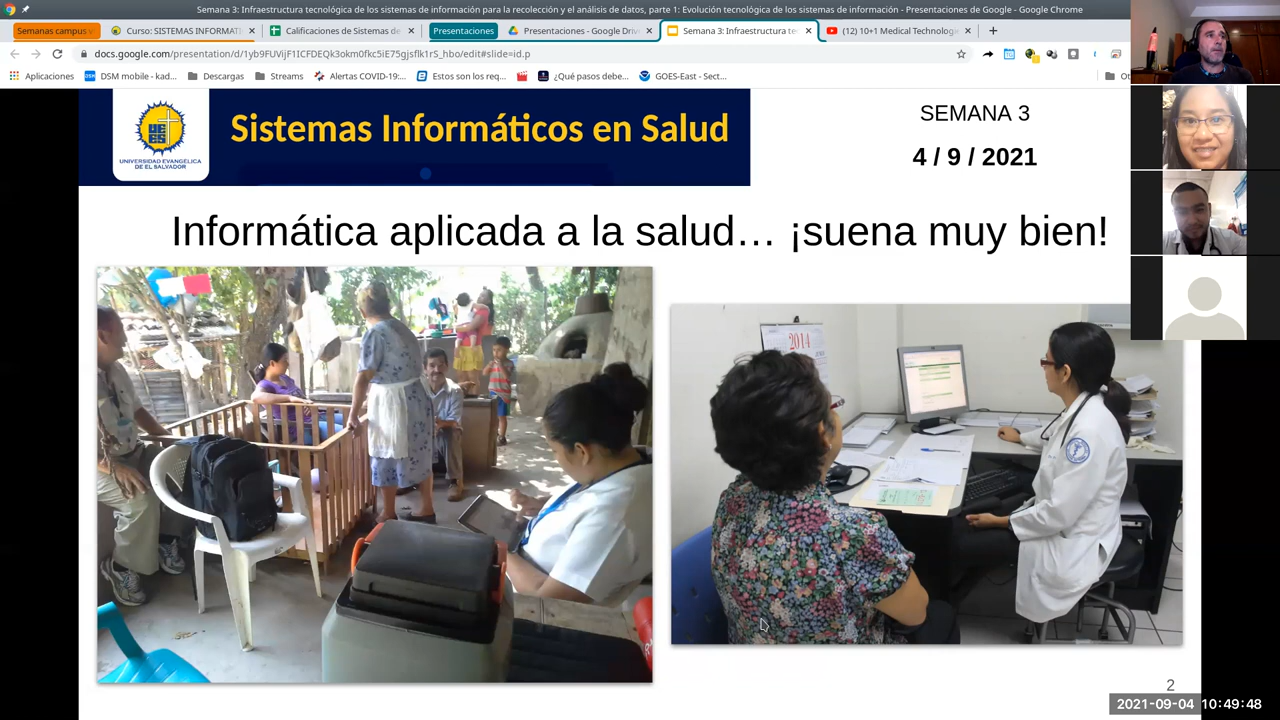 Semana 3: Infraestructura tecnológica de los sistemas de información para la recolección y el análisis de datos, parte 1: Evolución tecnológica de los sistemas de información - Presentaciones de Google - Google Chrome
Semanas campus v
Curso: SISTEMAS INFORMATI
Calificaciones de Sistemas de
Presentaciones
Presentaciones - Google Drive
Semana 3: Infraestructura te
(12) 10+1 Medical Technologi
docs.google.com/presentation/d/1yb9FUVijF1ICFDEQk3okm0fkc5iE75gjsflk1rS_hbo/edit#slide=id.p
Aplicaciones
DSM mobile - kad...
Descargas
Streams
Alertas COVID-19:...
Estos son los req...
¿Qué pasos debe...
GOES-East - Sect...
UEES
UNIVERSIDAD EVANGÉLICA
DE EL SALVADOR
Sistemas Informáticos en Salud
SEMANA 3
4 / 9 / 2021
Informática aplicada a la salud… ¡suena muy bien!
2014
2
2021-09-04 10:49:48